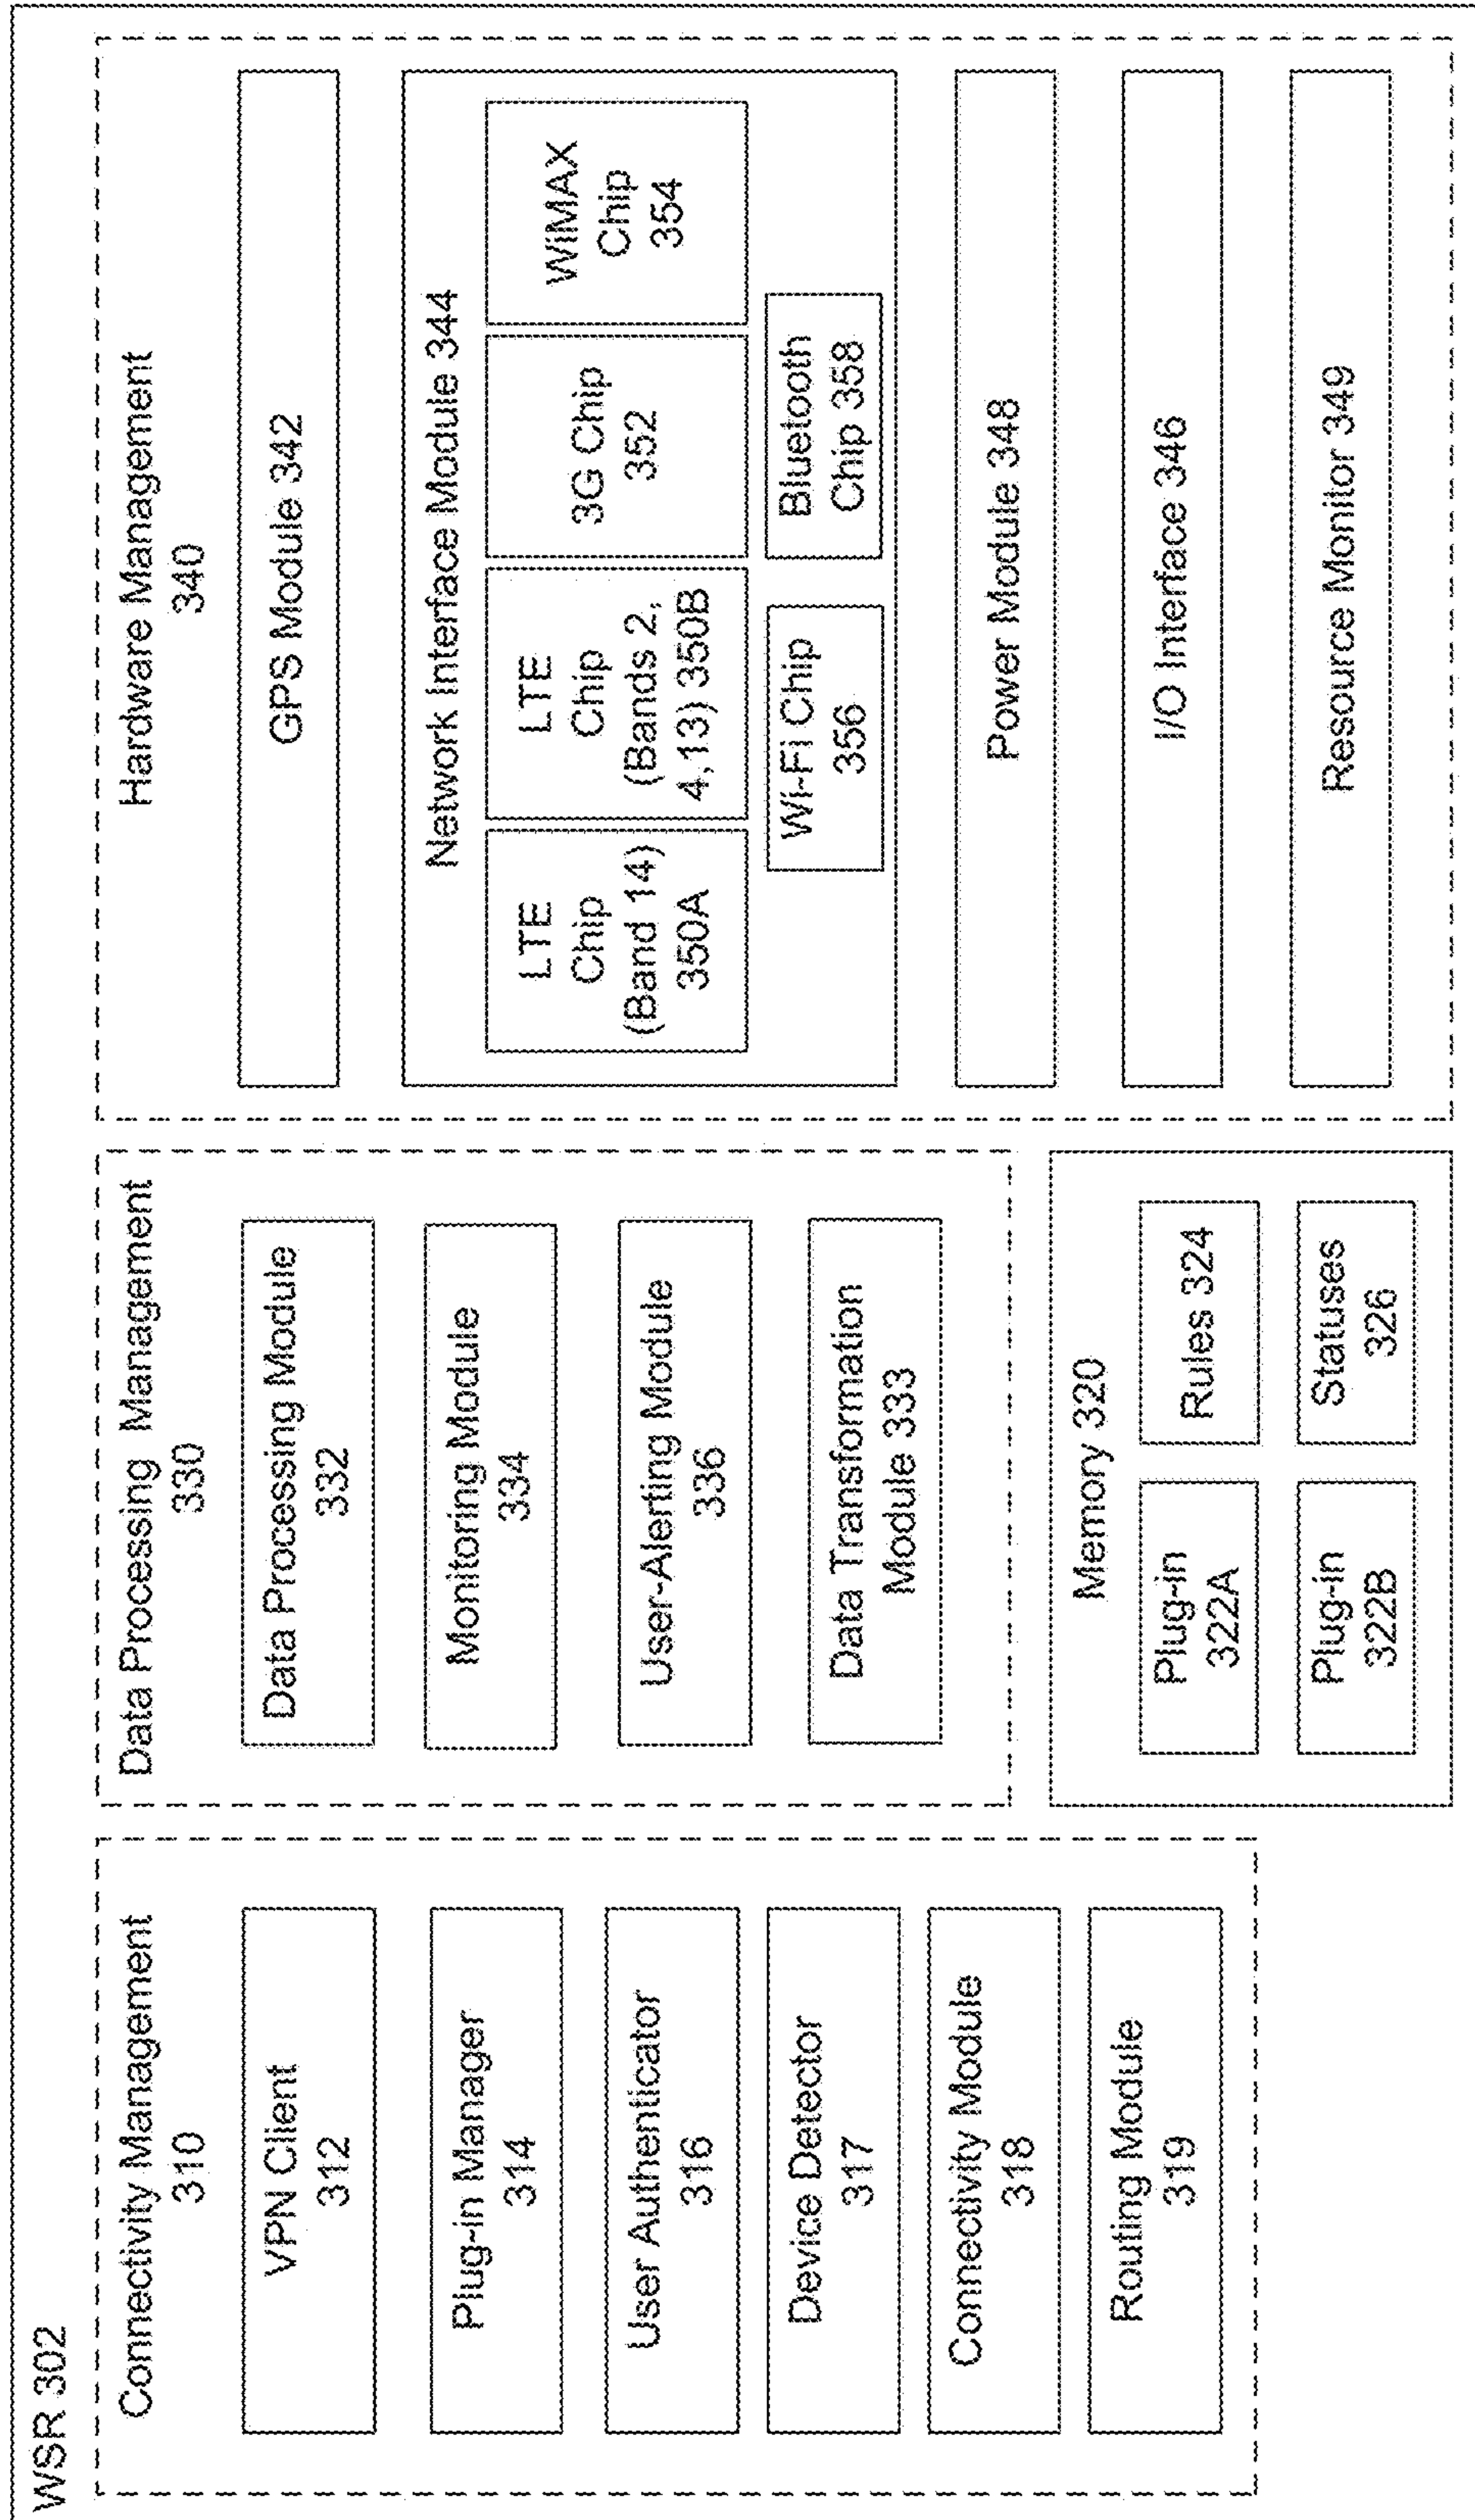 WSR 302
Connectivity Management
310
VPN Client
312
Plug-in Manager
314
User Authenticator
316
Device Detector
317
Connectivity Module
318
Routing Module
319
Data Processing Management
330
Data Processing Module
332
Monitoring Module
334
User-Alerting Module
336
Data Transformation
Module 333
Memory 320
Plug-in
322A
Rules 324
Plug-in
322B
Statuses
326
Hardware Management
340
GPS Module 342
Network Interface Module 344
LTE
Chip
(Band 14)
350A
LTE
Chip
(Bands 2,
4,13) 350B
3G Chip
352
WiMAX
Chip
354
Wi-Fi Chip
356
Bluetooth
Chip 358
Power Module 348
I/O Interface 346
Resource Monitor 349